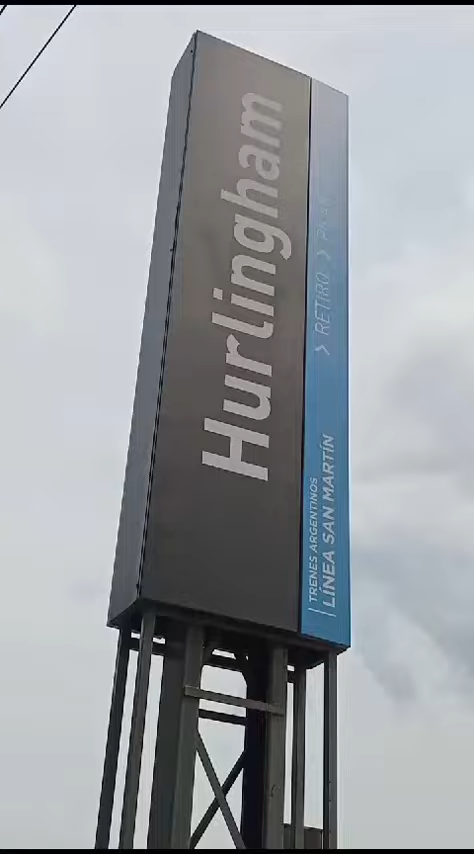 Hurlingham
TRENES ARGENTINOS
LÍNEA SAN MARTÍN
> RETIRO >